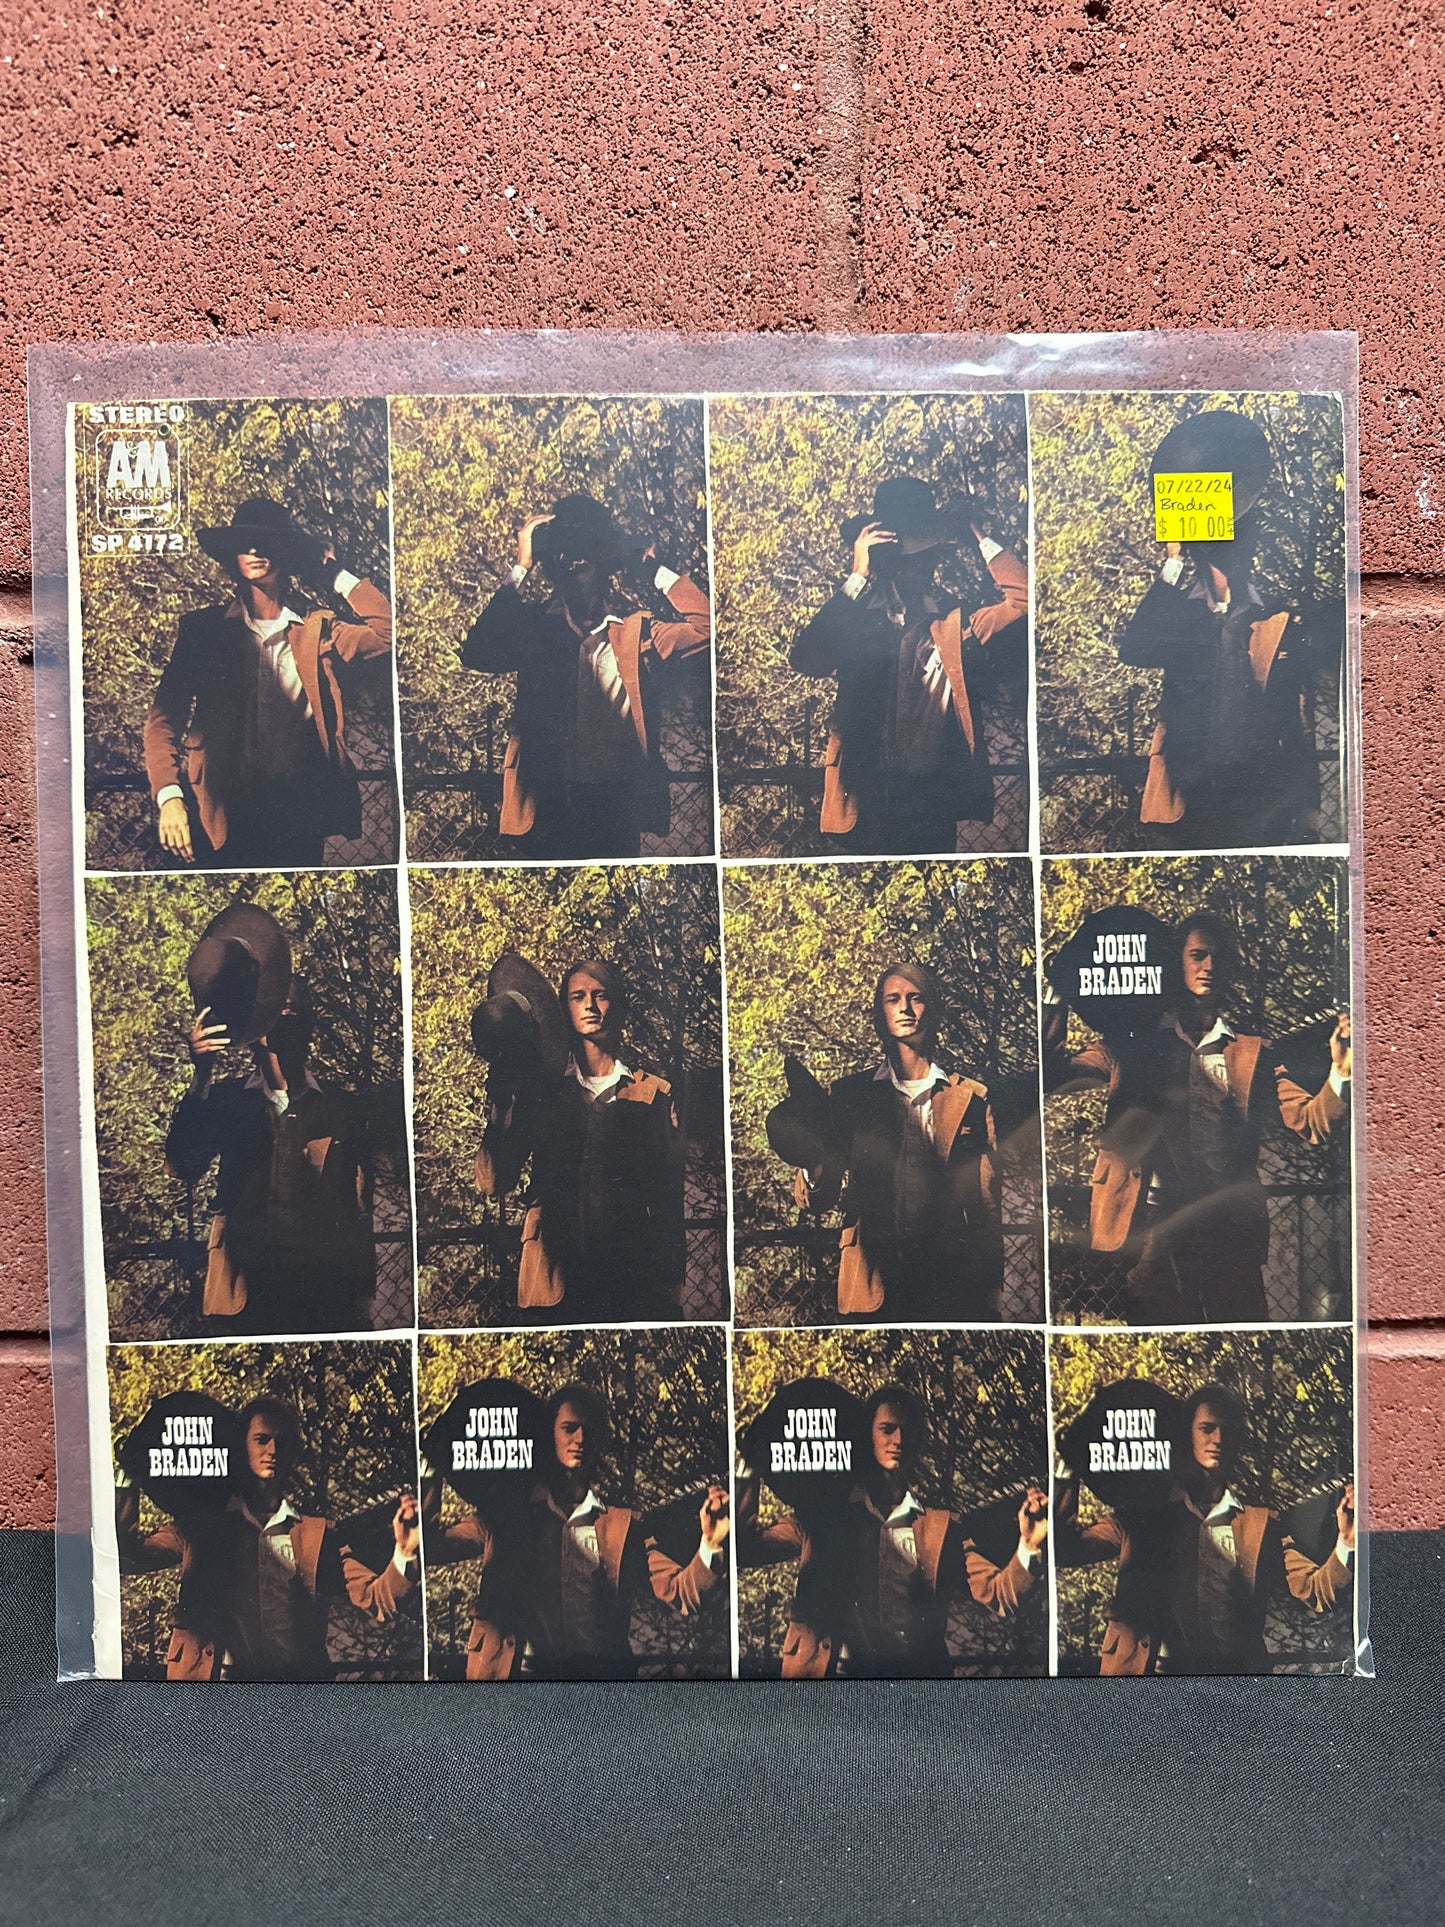 STEREO
A&M
RECORDS
SP 4172
07/22/24
Braden
$ 10 00
JOHN
BRADEN
JOHN
BRADEN
JOHN
BRADEN
JOHN
BRADEN
JOHN
BRADEN